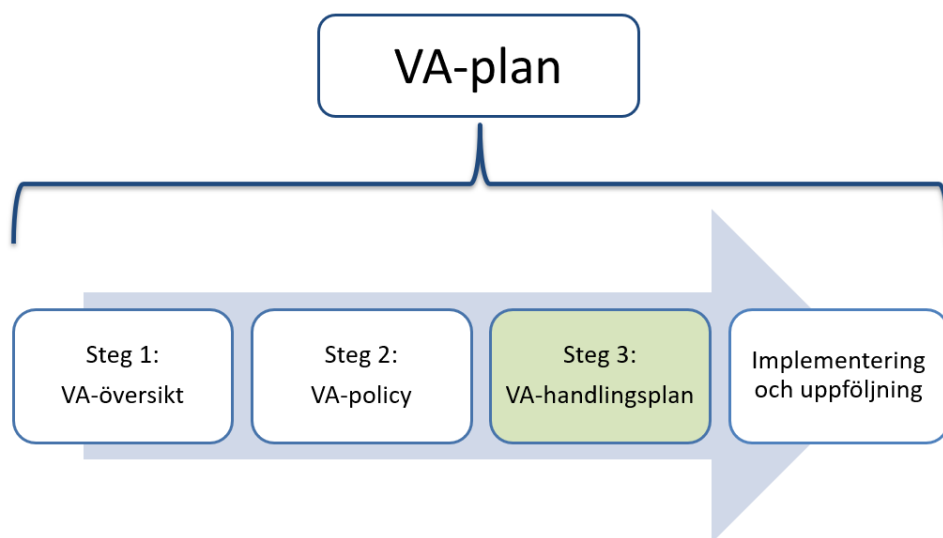 VA-plan
Steg 1:
VA-översikt
Steg 2:
VA-policy
Steg 3:
VA-handlingsplan
Implementering
och uppföljning